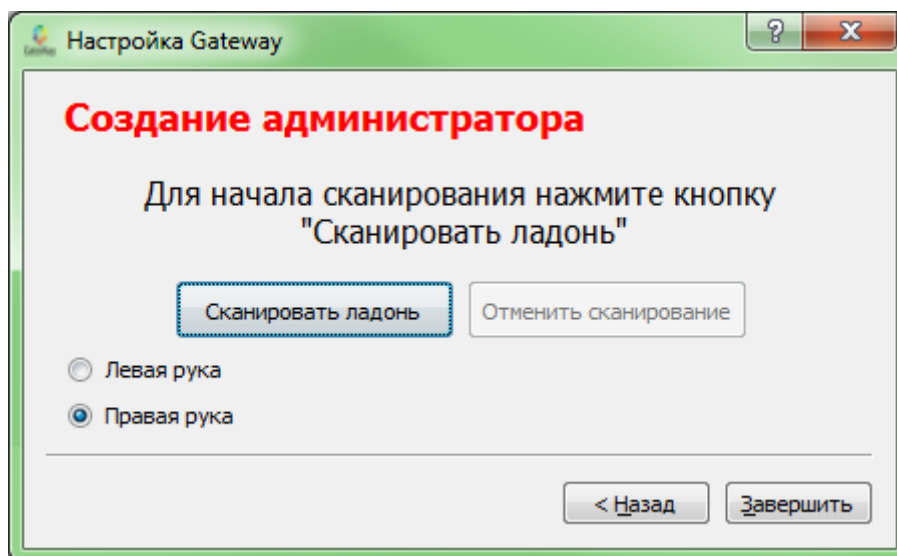 Настройка Gateway
Создание администратора
Для начала сканирования нажмите кнопку
"Сканировать ладонь"
Сканировать ладонь
Отменить сканирование
Левая рука
Правая рука
< Назад
Завершить